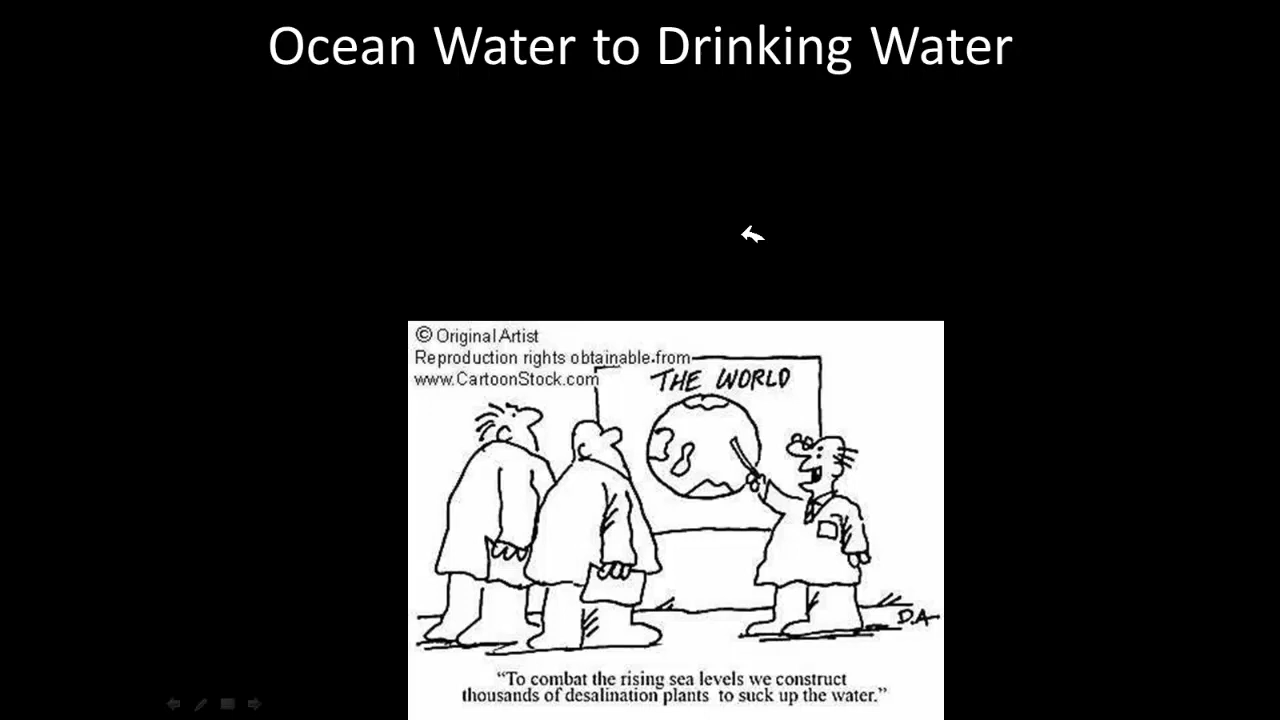 Ocean Water to Drinking Water
© Original Artist
Reproduction rights obtainable from
www.CartoonStock.com
THE WORLD
D.A
“To combat the rising sea levels we construct
thousands of desalination plants to suck up the water.”